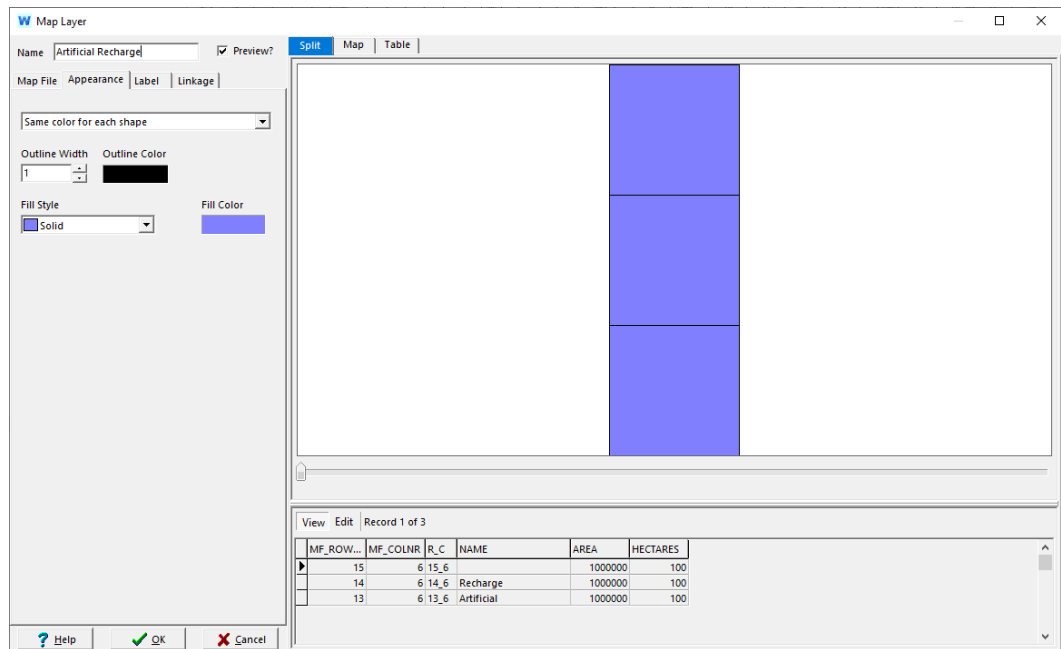 Map Layer
Name Artificial Recharge Preview?
Split Map Table
Map File Appearance Label Linkage
Same color for each shape
Outline Width Outline Color
1
Fill Style Fill Color
Solid
View Edit Record 1 of 3
MF_ROW... MF_COLNR R_C NAME AREA HECTARES
15 6 15_6 1000000 100
14 6 14_6 Recharge 1000000 100
13 6 13_6 Artificial 1000000 100
? Help OK Cancel